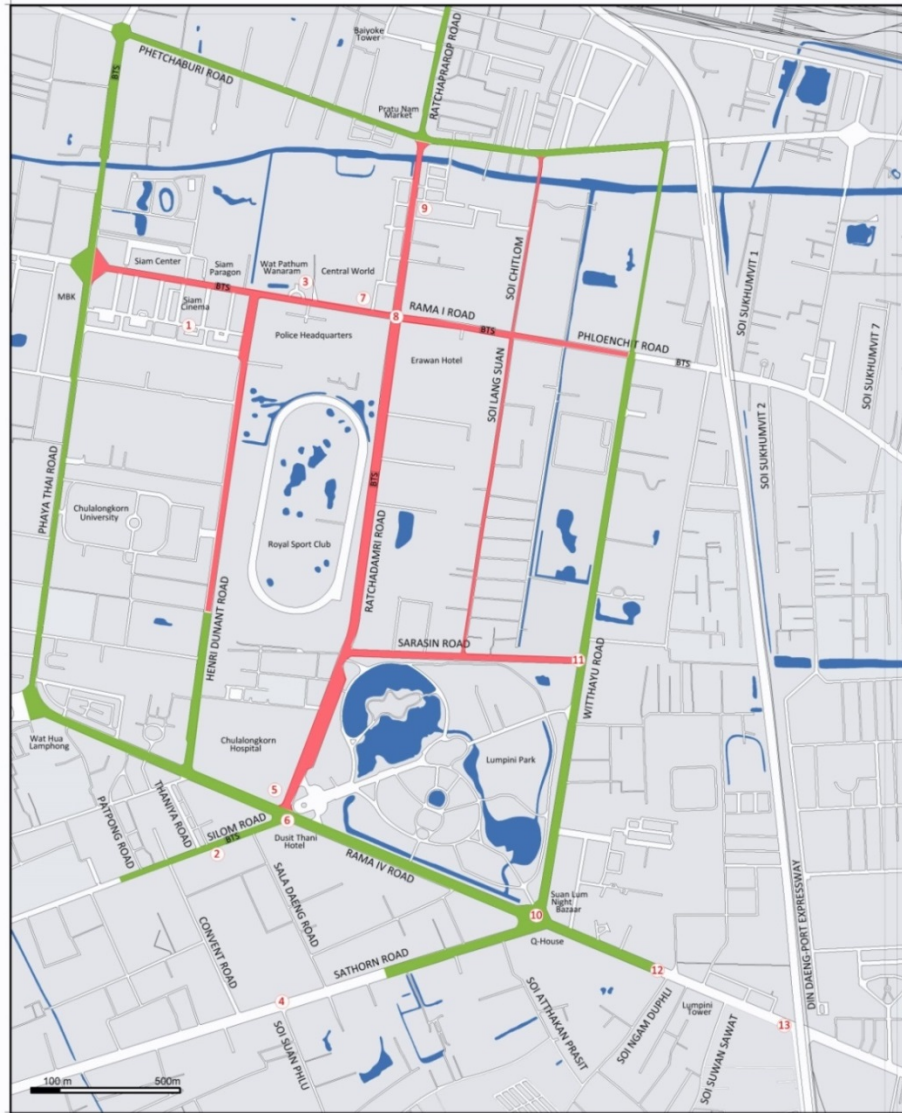 Baiyoke
Tower
RATCHAPRAROP ROAD
PHETCHABURI ROAD
BTS
Pratu Nam
Market
9
SOI CHITLOM
SOI SUKHUMVIT 1
Siam Center
Siam
Paragon
Wat Pathum
Wanaram
3
Central World
7
MBK
Siam
Cinema
1
BTS
RAMA I ROAD
8
BTS
PHLOENCHIT ROAD
BTS
SOI SUKHUMVIT 7
Police Headquarters
Erawan Hotel
SOI LANG SUAN
SOI SUKHUMVIT 2
PHAYA THAI ROAD
BTS
Chulalongkorn
University
Royal Sport Club
RATCHADAMRI ROAD
HENRI DUNANT ROAD
SARASIN ROAD
11
WITTHAYU ROAD
Wat Hua
Lamphong
Chulalongkorn
Hospital
Lumpini Park
5
6
PATPONG ROAD
THANIYA ROAD
SILOM ROAD
BTS
2
Dusit Thani
Hotel
RAMA IV ROAD
SALA DAENG ROAD
Suan Lum
Night
Bazaar
10
Q-House
CONVENT ROAD
SATHORN ROAD
4
SOI SUAN PHLU
SOI ATTHAKAN PRASIT
SOI NGAM DUPHLI
12
Lumpini
Tower
SOI SUWAN SAWAT
13
DIN DAENG-PORT EXPRESSWAY
100 m
500m